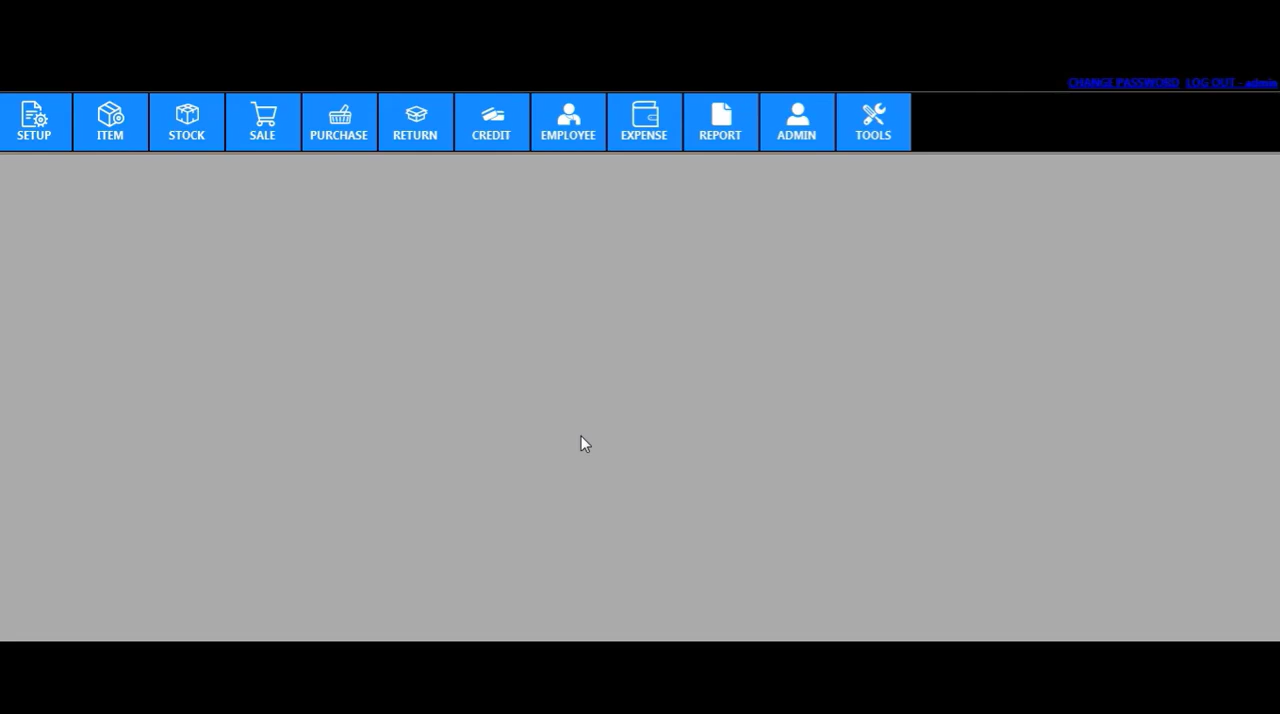 CHANGE PASSWORD LOG OUT - admin
SETUP ITEM STOCK SALE PURCHASE RETURN CREDIT EMPLOYEE EXPENSE REPORT ADMIN TOOLS